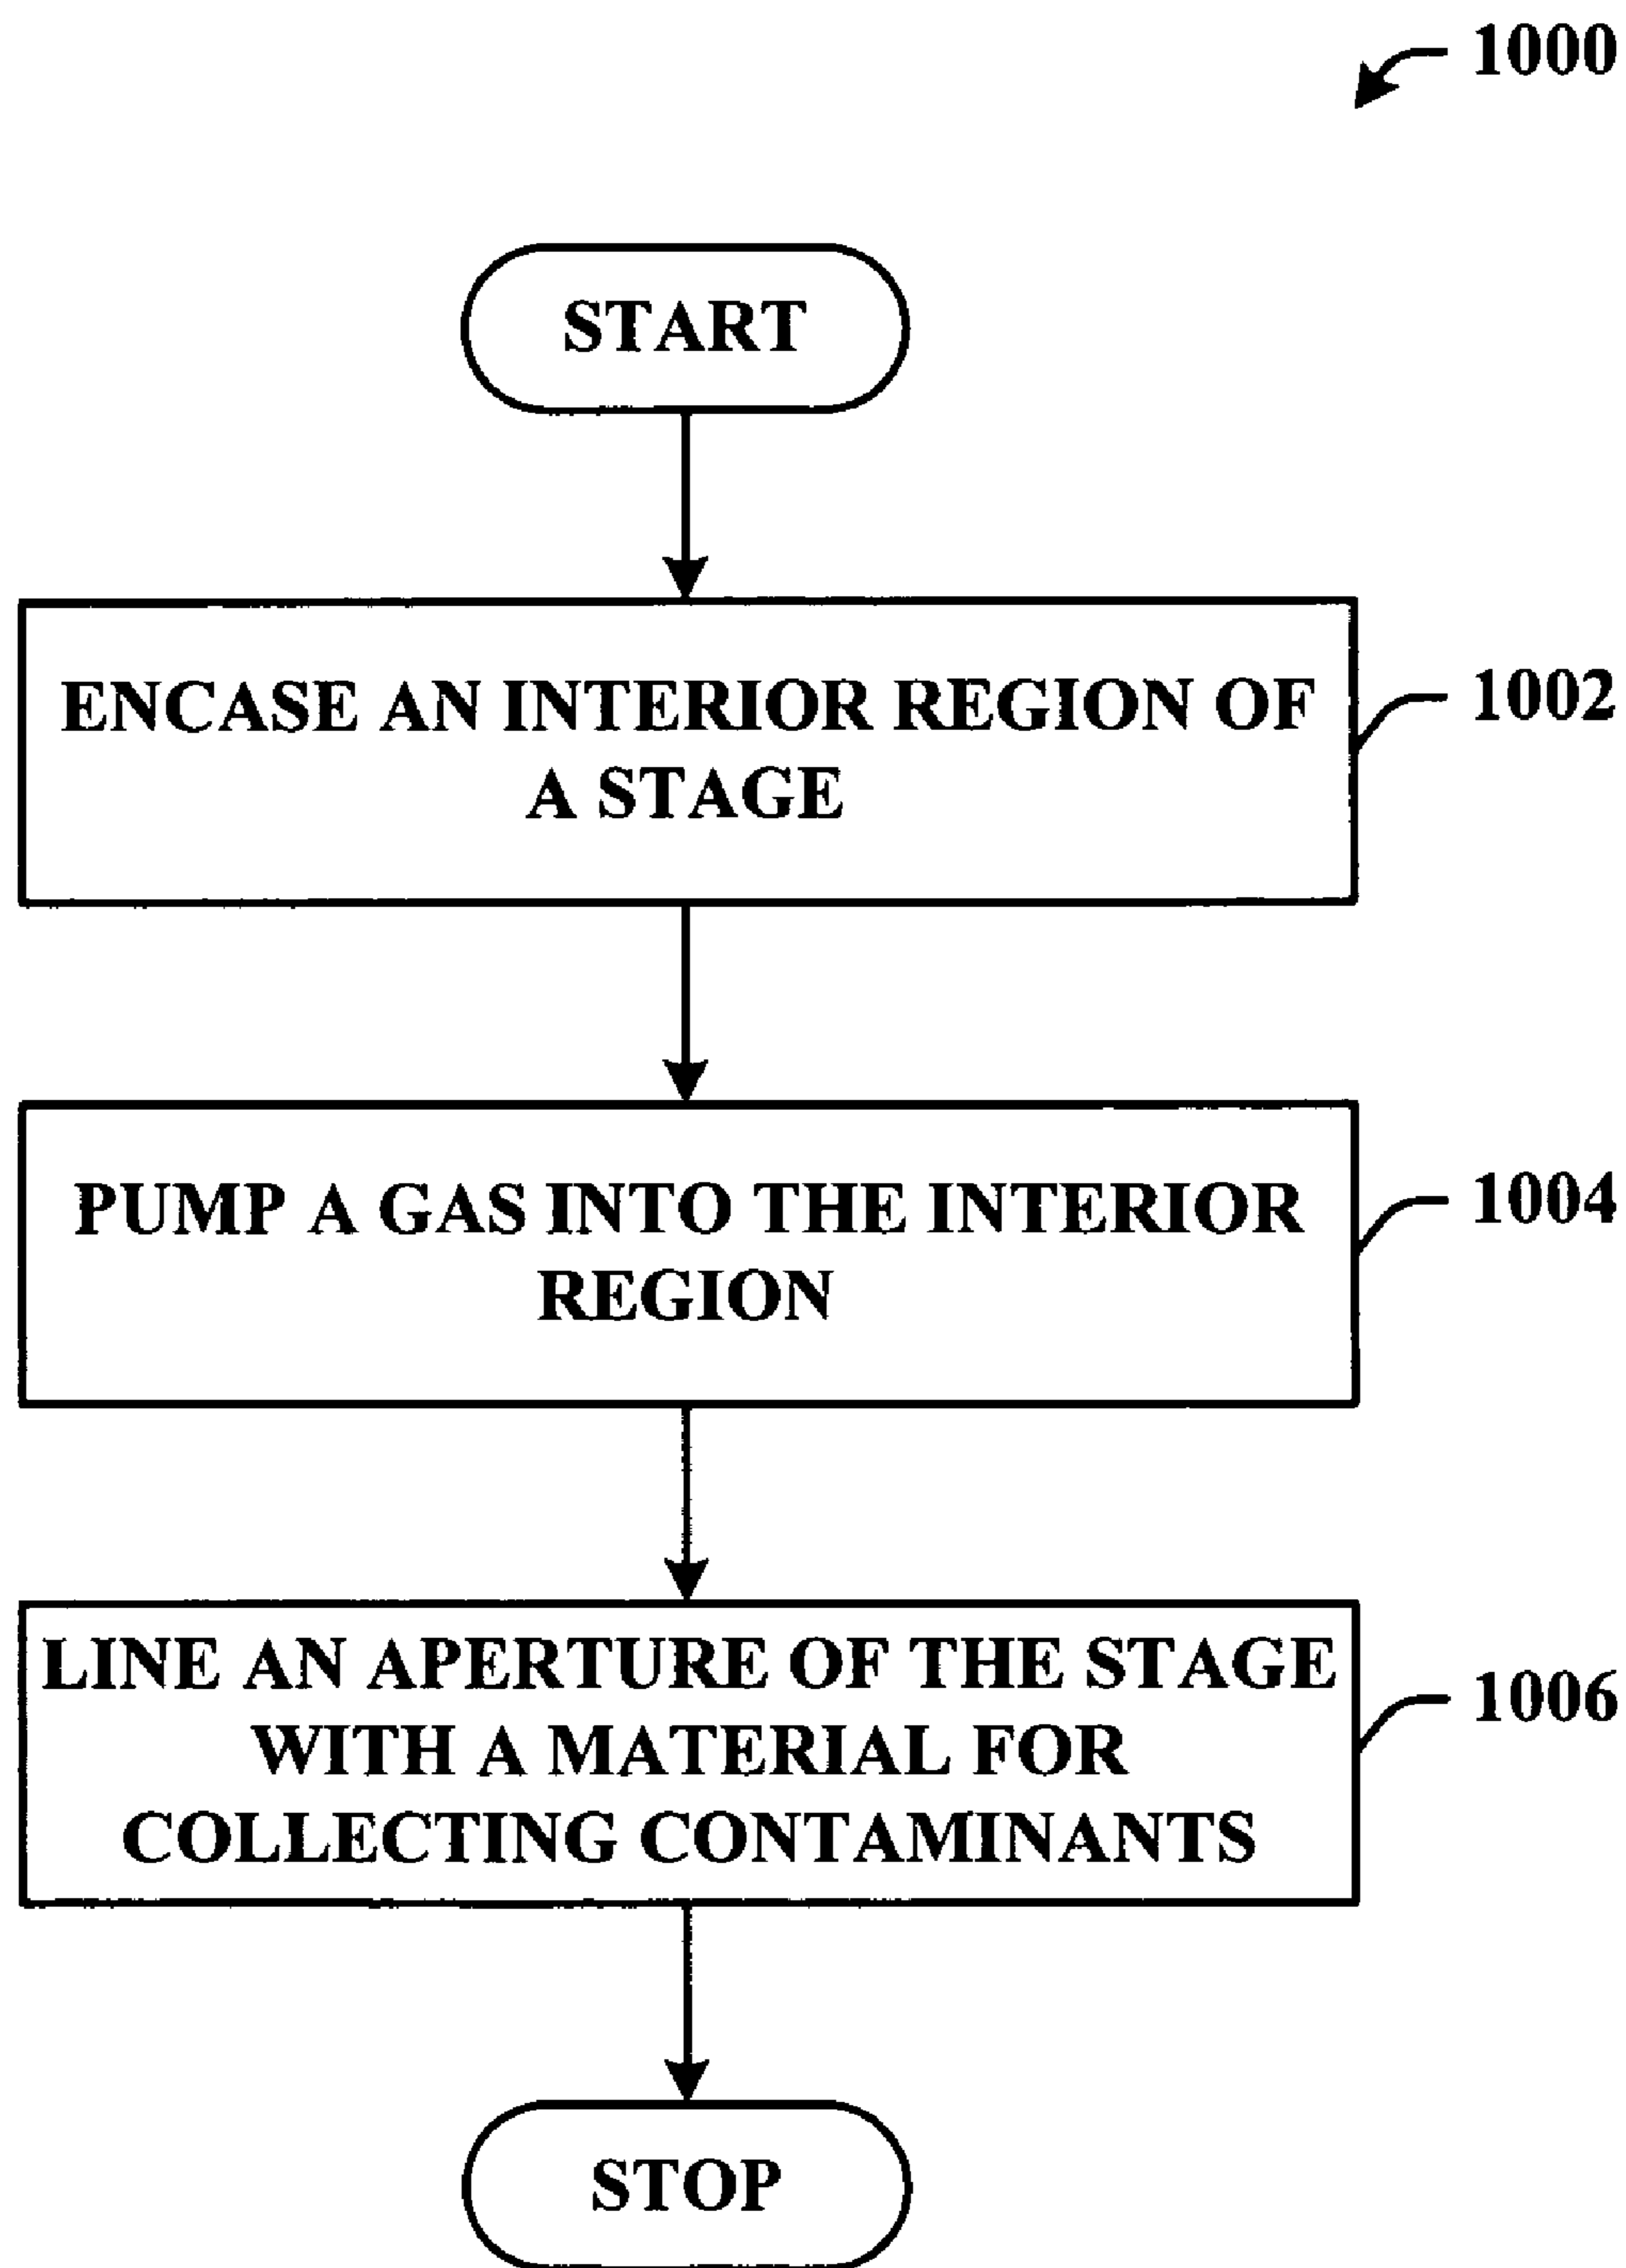 1000
START
ENCASE AN INTERIOR REGION OF
A STAGE
1002
PUMP A GAS INTO THE INTERIOR
REGION
1004
LINE AN APERTURE OF THE STAGE
WITH A MATERIAL FOR
COLLECTING CONTAMINANTS
1006
STOP